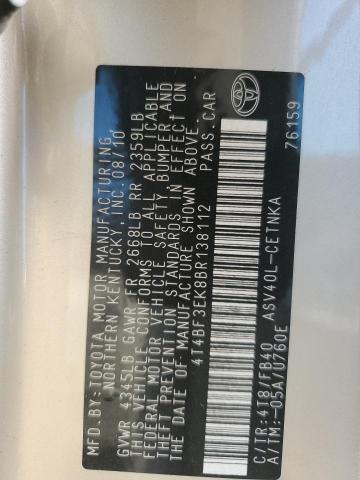 MFD.BY:TOYOTA MOTOR MANUFACTURING,
NORTHERN KENTUCKY,INC.08/10
GVWR 4345LB GAWR FR 2668LB RR 2359LB
THIS VEHICLE CONFORMS TO ALL APPLICABLE
FEDERAL MOTOR VEHICLE SAFETY,BUMPER,AND
THEFT PREVENTION STANDARDS IN EFFECT ON
THE DATE OF MANUFACTURE SHOWN ABOVE.
4T4BF3EK8BR138112 PASS.CAR
C/TR:4T8/FB40 ASV40L-CETNKA
A/TM:-05A/U760E 76159